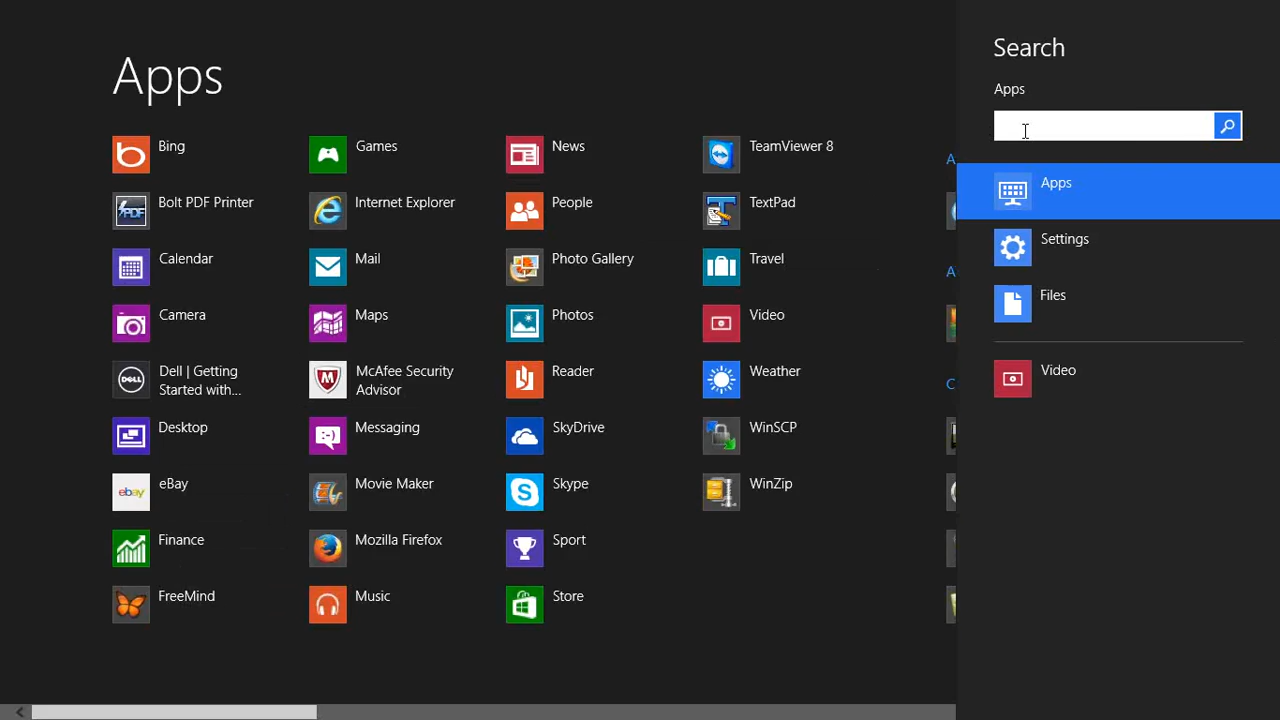 Apps
Bing
Bolt PDF Printer
Calendar
Camera
Dell | Getting
Started with...
Desktop
eBay
Finance
FreeMind
Games
Internet Explorer
Mail
Maps
McAfee Security
Advisor
Messaging
Movie Maker
Mozilla Firefox
Music
News
People
Photo Gallery
Photos
Reader
SkyDrive
Skype
Sport
Store
TeamViewer 8
TextPad
Travel
Video
Weather
WinSCP
WinZip
A
A
C
Search
Apps
Apps
Settings
Files
Video